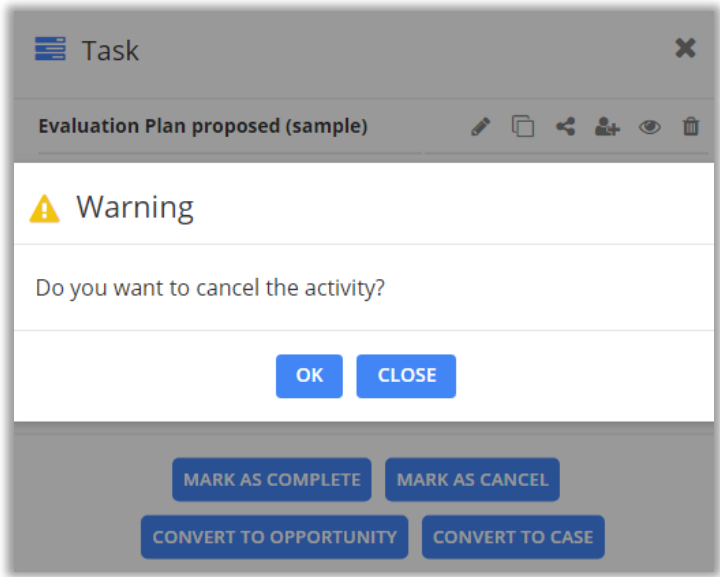 Task
Evaluation Plan proposed (sample)
Warning
Do you want to cancel the activity?
OK CLOSE
MARK AS COMPLETE MARK AS CANCEL
CONVERT TO OPPORTUNITY CONVERT TO CASE